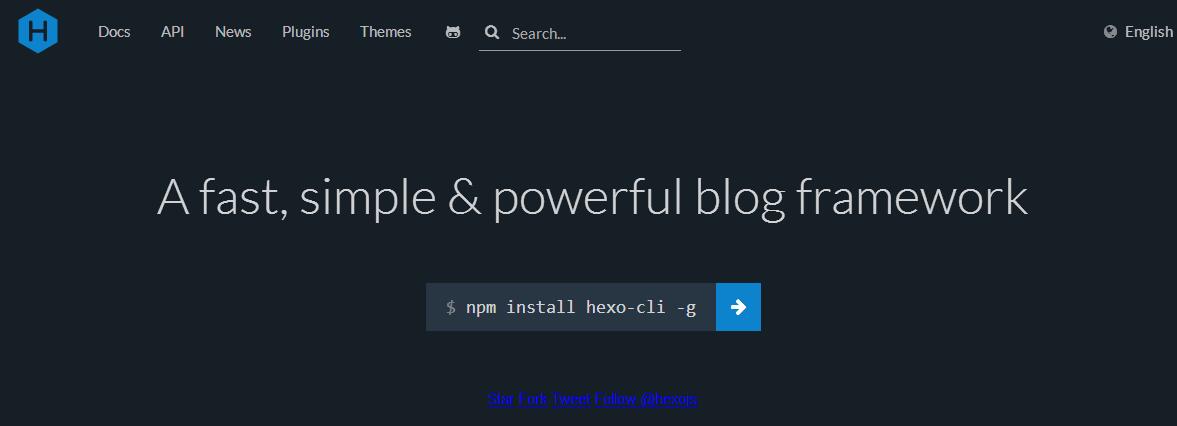 H Docs API News Plugins Themes Search... English
A fast, simple & powerful blog framework
$ npm install hexo-cli -g
Star Fork Tweet Follow @hexojs